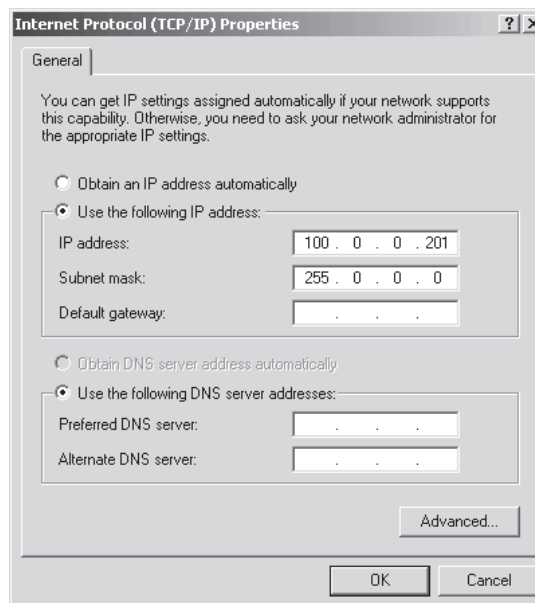 Internet Protocol (TCP/IP) Properties
General
You can get IP settings assigned automatically if your network supports
this capability. Otherwise, you need to ask your network administrator for
the appropriate IP settings.
Obtain an IP address automatically
Use the following IP address:
IP address: 100 . 0 . 0 . 201
Subnet mask: 255 . 0 . 0 . 0
Default gateway: . . .
Obtain DNS server address automatically
Use the following DNS server addresses:
Preferred DNS server: . . .
Alternate DNS server: . . .
Advanced...
OK Cancel